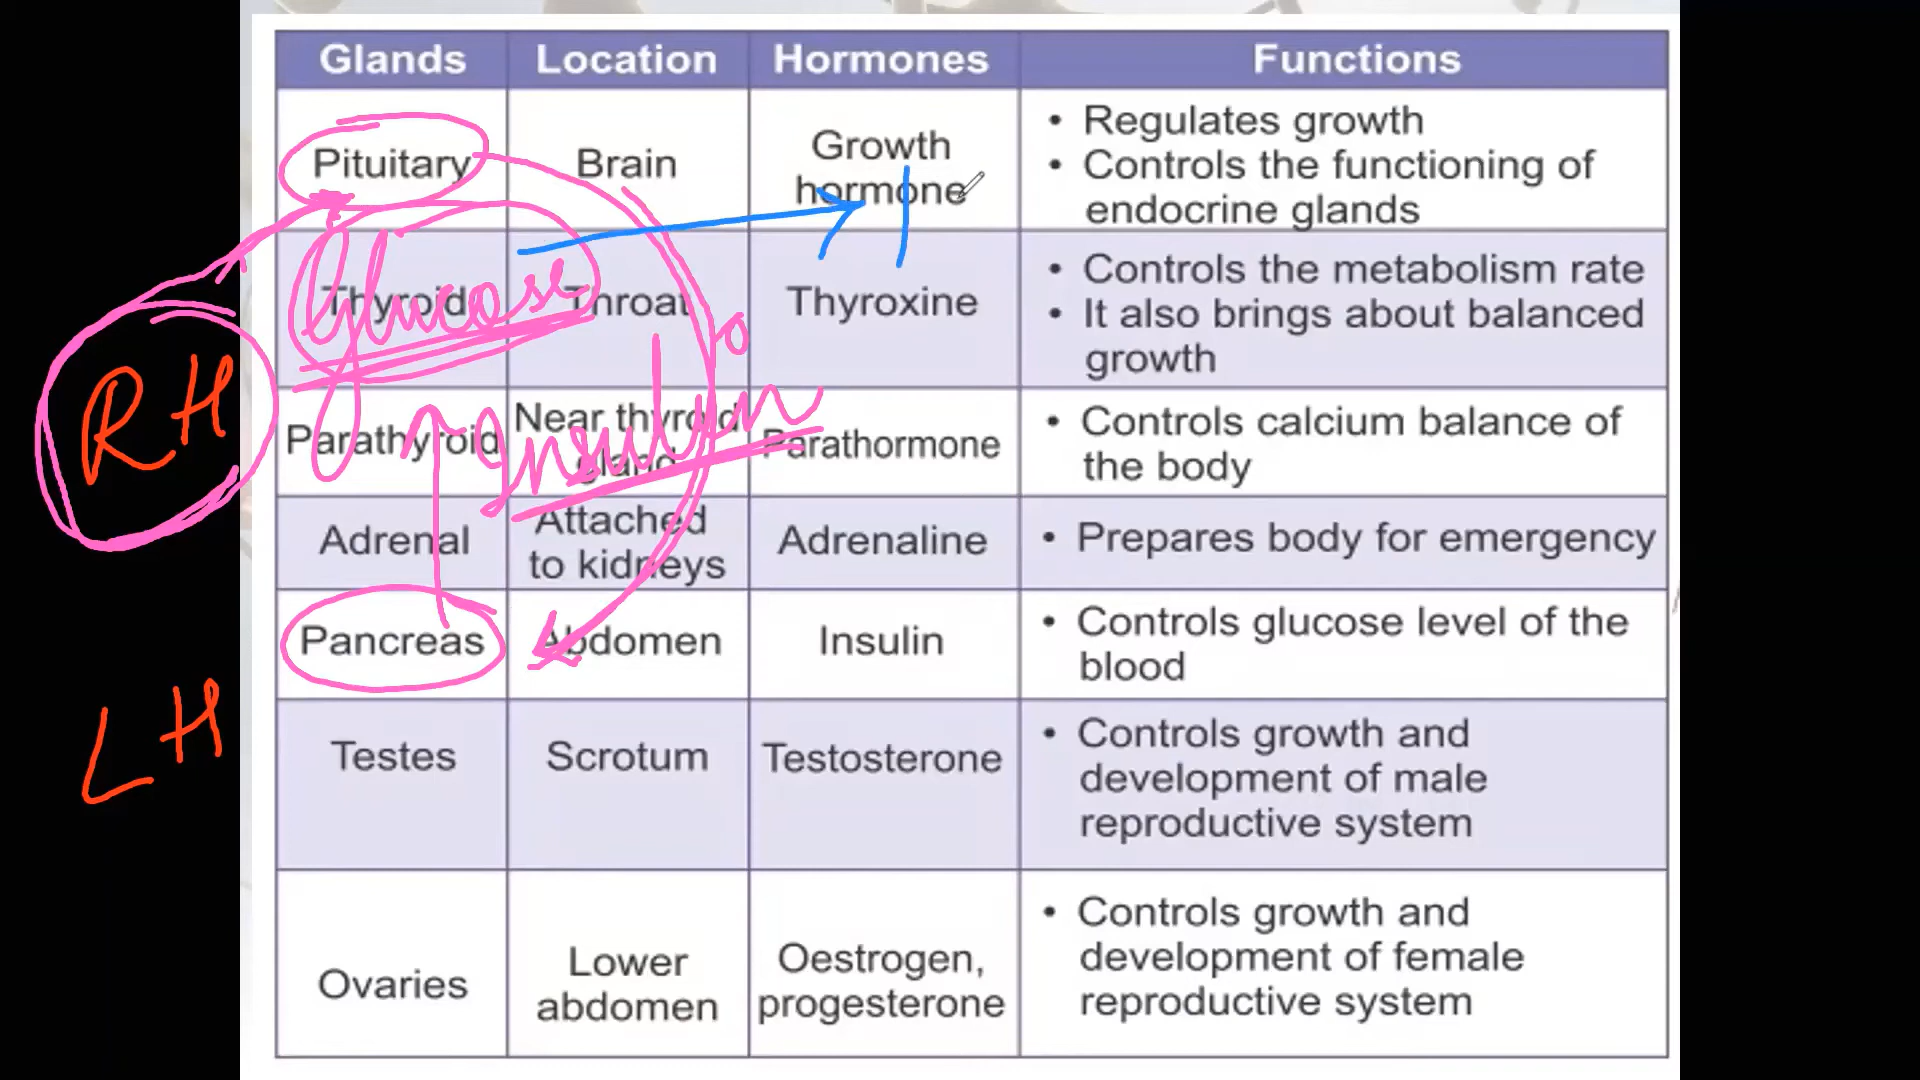 Glands Location Hormones Functions
Pituitary Brain Growth
hormone
• Regulates growth
• Controls the functioning of
endocrine glands
Thyroid Throat Thyroxine
• Controls the metabolism rate
• It also brings about balanced
growth
Parathyroid Near thyroid
gland
Parathormone
• Controls calcium balance of
the body
Adrenal Attached
to kidneys
Adrenaline
• Prepares body for emergency
Pancreas Abdomen Insulin
• Controls glucose level of the
blood
Testes Scrotum Testosterone
• Controls growth and
development of male
reproductive system
Ovaries Lower
abdomen
Oestrogen,
progesterone
• Controls growth and
development of female
reproductive system
Glucose
Insulin
RH
LH